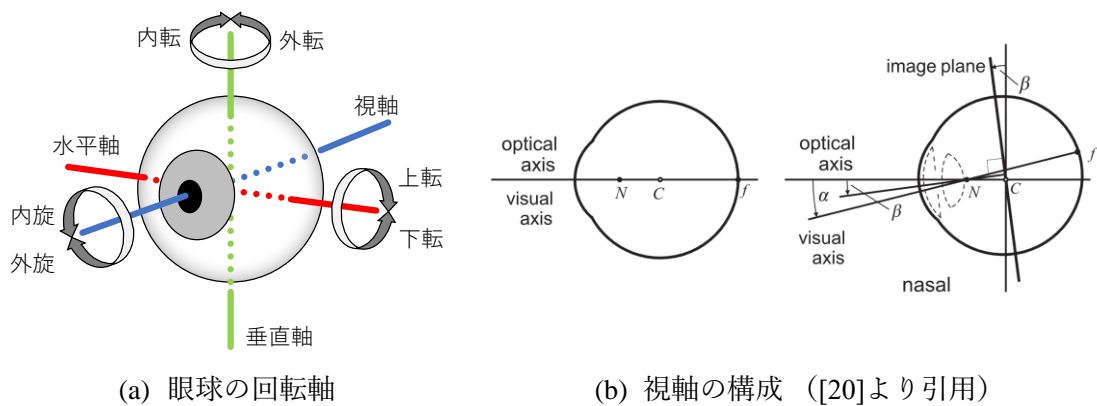 内転
外転
視軸
水平軸
上転
下転
内旋
外旋
垂直軸
(a) 眼球の回転軸
optical
axis
visual
axis
N
C
f
image plane
β
optical
axis
α
β
visual
axis
N
C
f
nasal
(b) 視軸の構成 ([20]より引用)